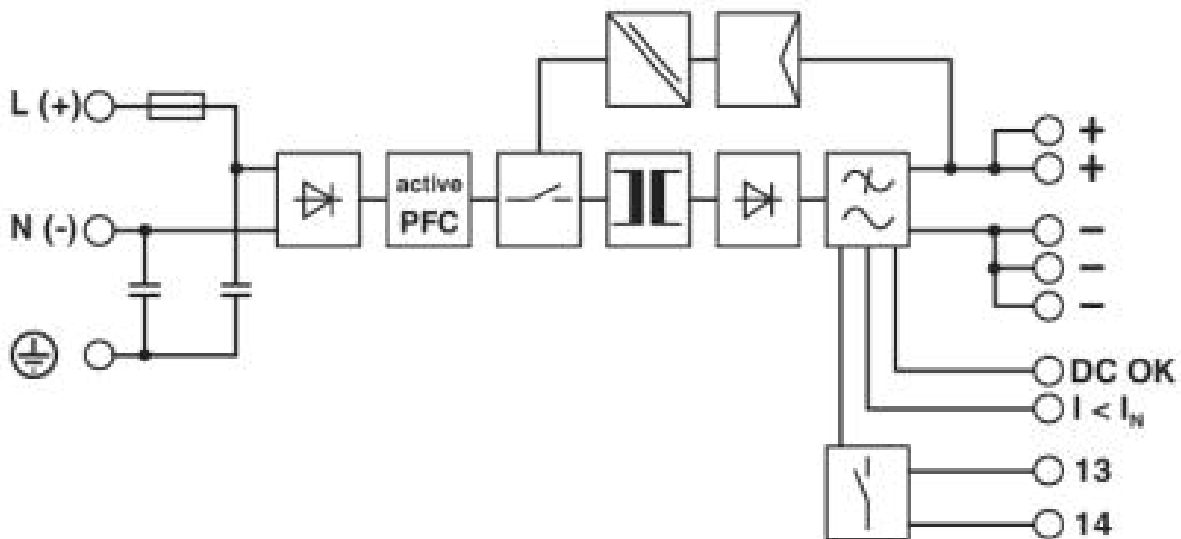 L (+)
+
+
active
PFC
N (-)
−
−
−
DC OK
I < IN
13
14